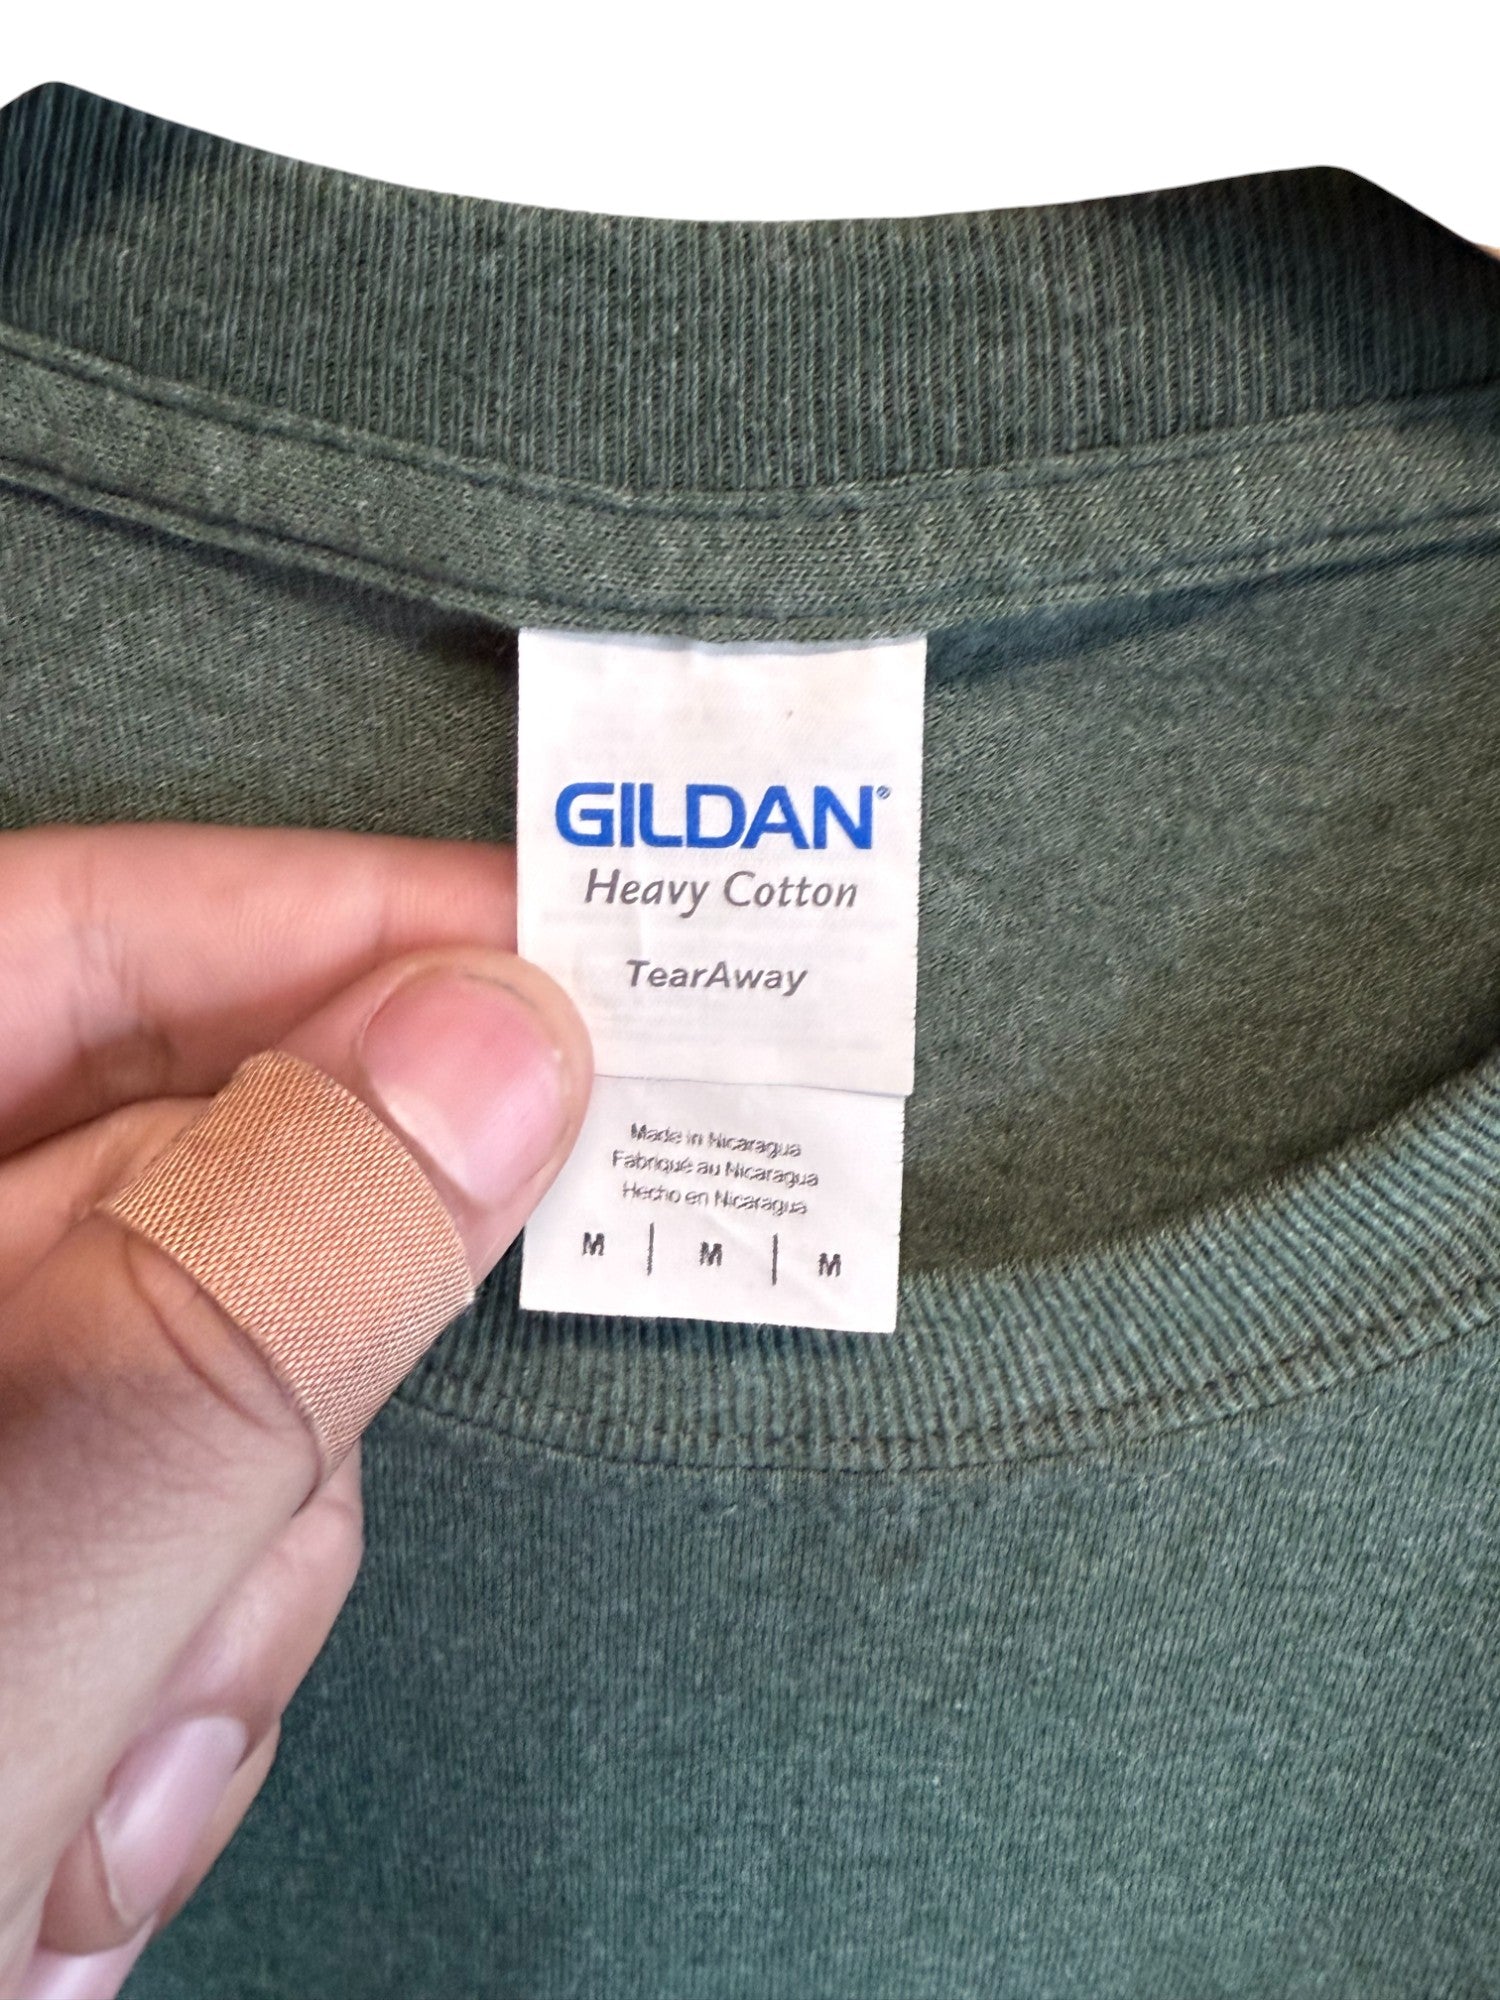 GILDAN®
Heavy Cotton
TearAway
Made in Nicaragua
Fabriqué au Nicaragua
Hecho en Nicaragua
M | M | M